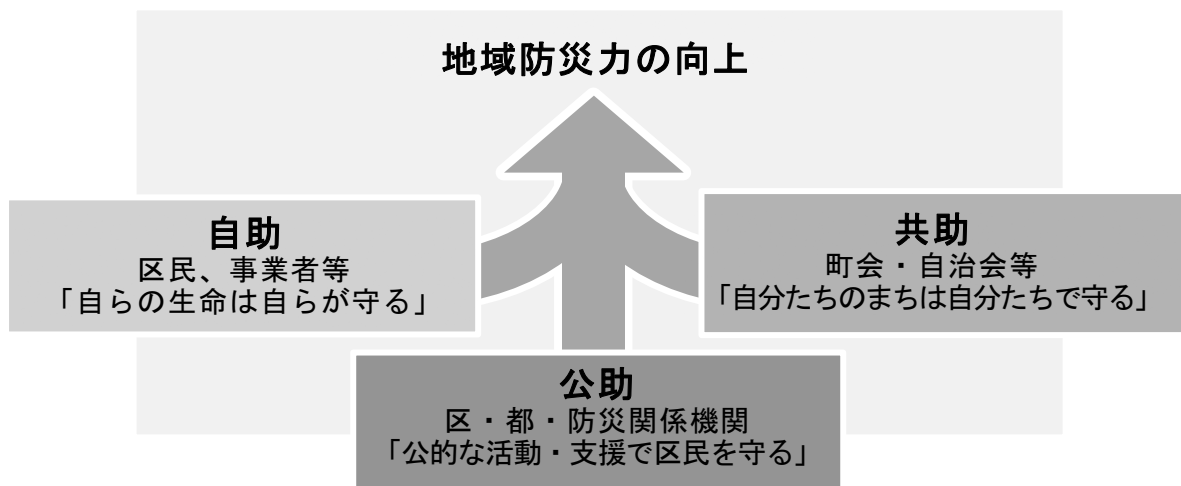 地域防災力の向上
自助
区民、事業者等
「自らの生命は自らが守る」
共助
町会・自治会等
「自分たちのまちは自分たちで守る」
公助
区・都・防災関係機関
「公的な活動・支援で区民を守る」